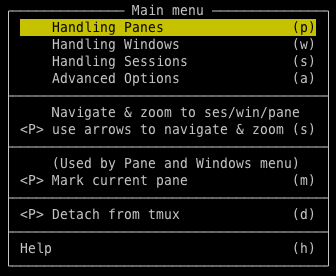 Main menu
Handling Panes (p)
Handling Windows (w)
Handling Sessions (s)
Advanced Options (a)
Navigate & zoom to ses/win/pane
<P> use arrows to navigate & zoom (s)
(Used by Pane and Windows menu)
<P> Mark current pane (m)
<P> Detach from tmux (d)
Help (h)